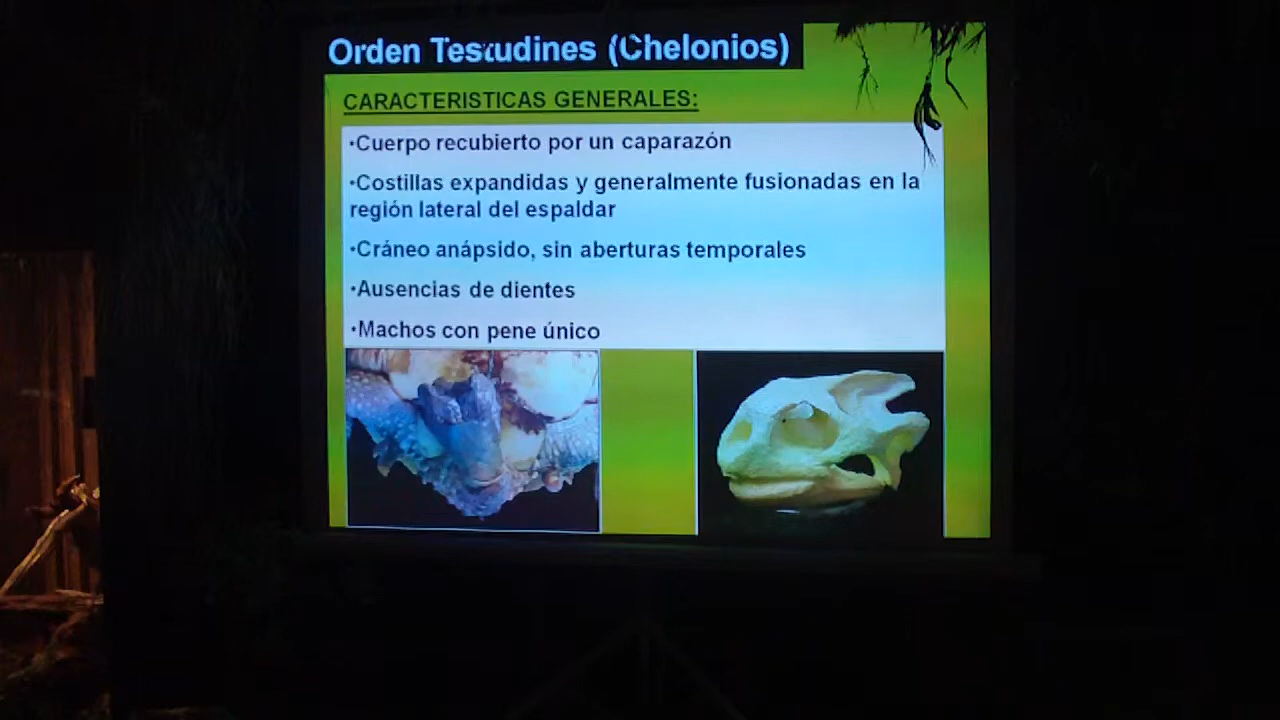 Orden Testudines (Chelonios)
CARACTERISTICAS GENERALES:
•Cuerpo recubierto por un caparazón
•Costillas expandidas y generalmente fusionadas en la
región lateral del espaldar
•Cráneo anápsido, sin aberturas temporales
•Ausencias de dientes
•Machos con pene único